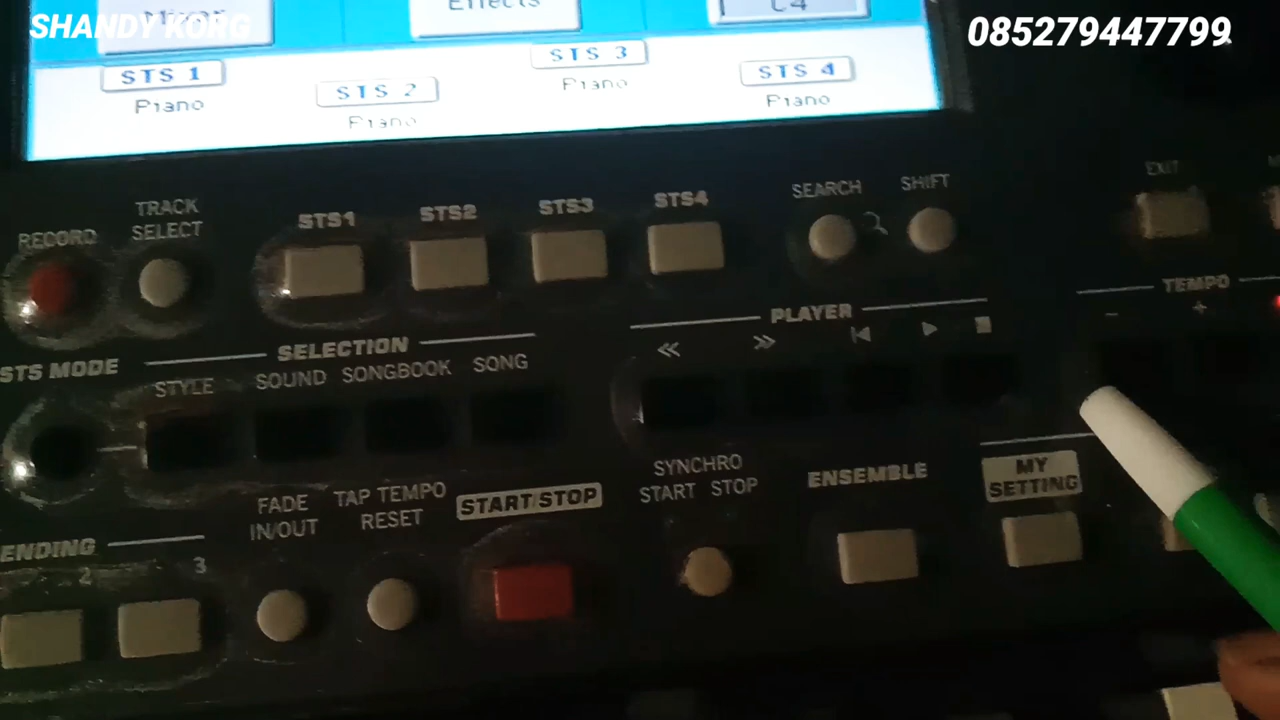 SHANDY KORG
085279447799
Effects
C4
STS 1
STS 2
STS 3
STS 4
Piano
Piano
Piano
Piano
RECORD
TRACK
SELECT
STS1
STS2
STS3
STS4
SEARCH
SHIFT
EXIT
STS MODE
SELECTION
STYLE
SOUND
SONGBOOK
SONG
PLAYER
TEMPO
- +
ENDING
2
3
FADE
IN/OUT
TAP TEMPO
RESET
START/STOP
SYNCHRO
START STOP
ENSEMBLE
MY
SETTING